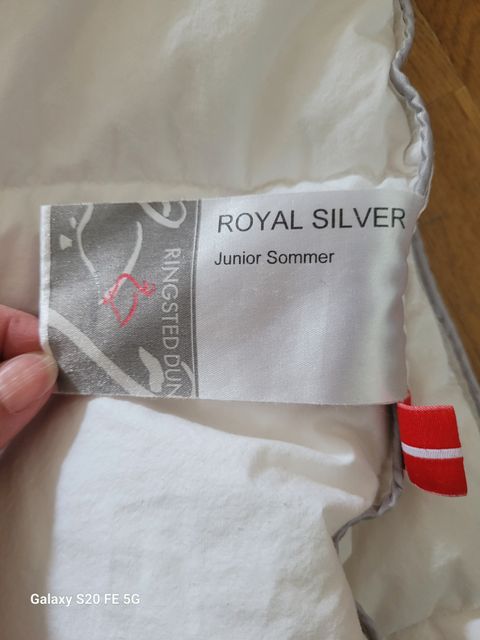 ROYAL SILVER
Junior Sommer
RINGSTED DUN
Galaxy S20 FE 5G